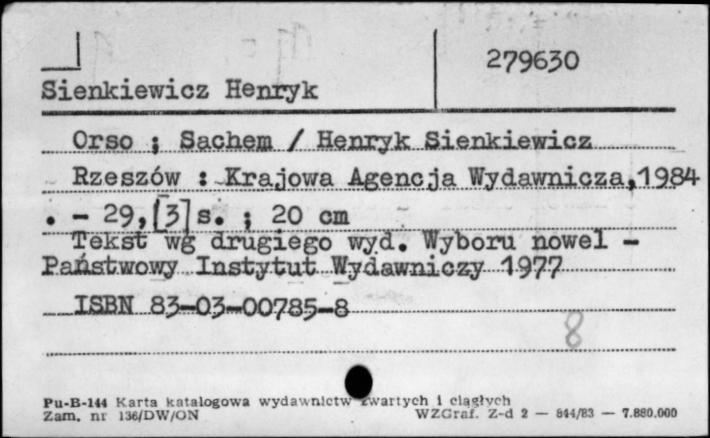 279630
Sienkiewicz Henryk
Orso ; Sachem / Henryk Sienkiewicz
Rzeszów : Krajowa Agencja Wydawnicza, 1984
. - 29, [3] s. ; 20 cm
Tekst wg drugiego wyd. Wyboru nowel -
Państwowy Instytut Wydawniczy 1977
ISBN 83-03-00785-8
8
Pu-B-144 Karta katalogowa wydawnictw zwartych i ciągłych
Zam. nr 136/DW/ON WZGraf. Z-d 2 — 844/83 — 7.880.000